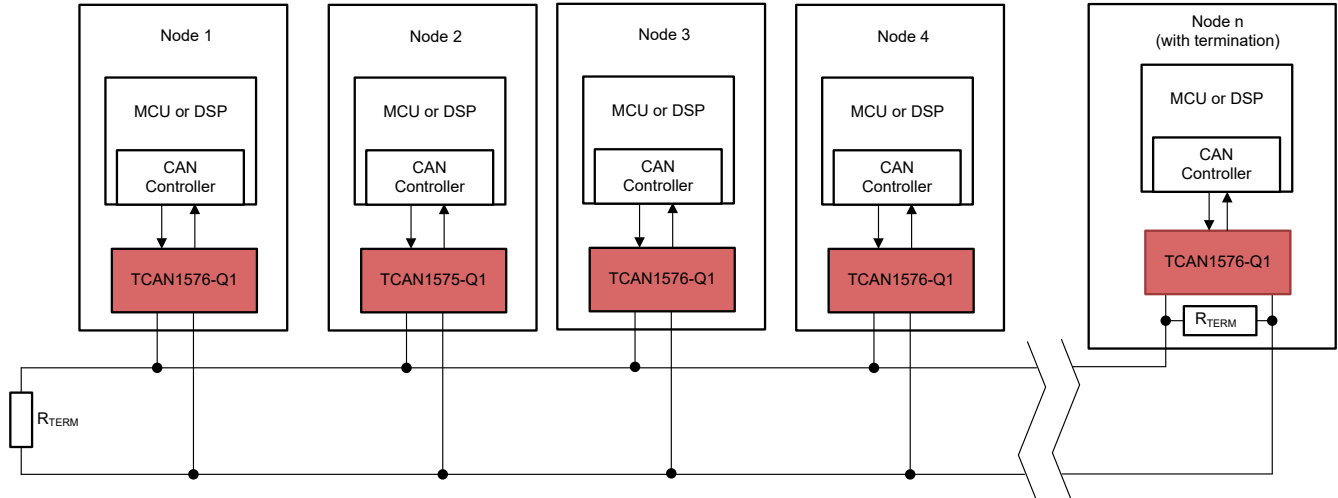 Node 1
MCU or DSP
CAN
Controller
TCAN1576-Q1
Node 2
MCU or DSP
CAN
Controller
TCAN1575-Q1
Node 3
MCU or DSP
CAN
Controller
TCAN1576-Q1
Node 4
MCU or DSP
CAN
Controller
TCAN1576-Q1
Node n
(with termination)
MCU or DSP
CAN
Controller
TCAN1576-Q1
RTERM
RTERM